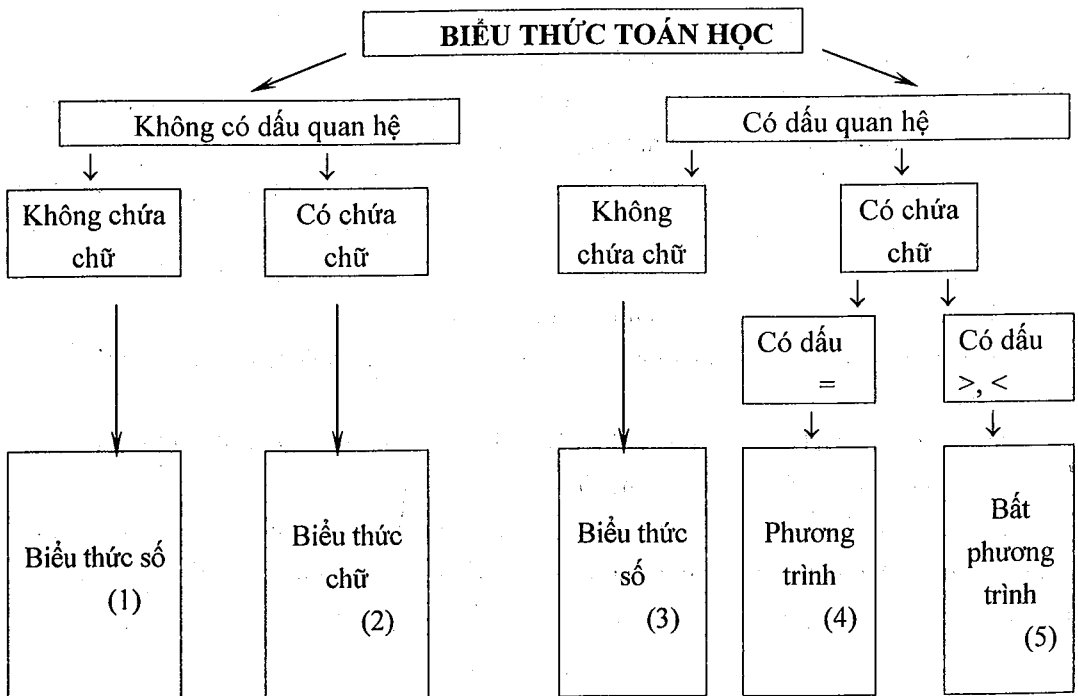 BIỂU THỨC TOÁN HỌC
Không có dấu quan hệ
Có dấu quan hệ
Không chứa
chữ
Có chứa
chữ
Không
chứa chữ
Có chứa
chữ
Có dấu
=
Có dấu
>, <
Biểu thức số
(1)
Biểu thức
chữ
(2)
Biểu thức
số
(3)
Phương
trình
(4)
Bất
phương
trình
(5)